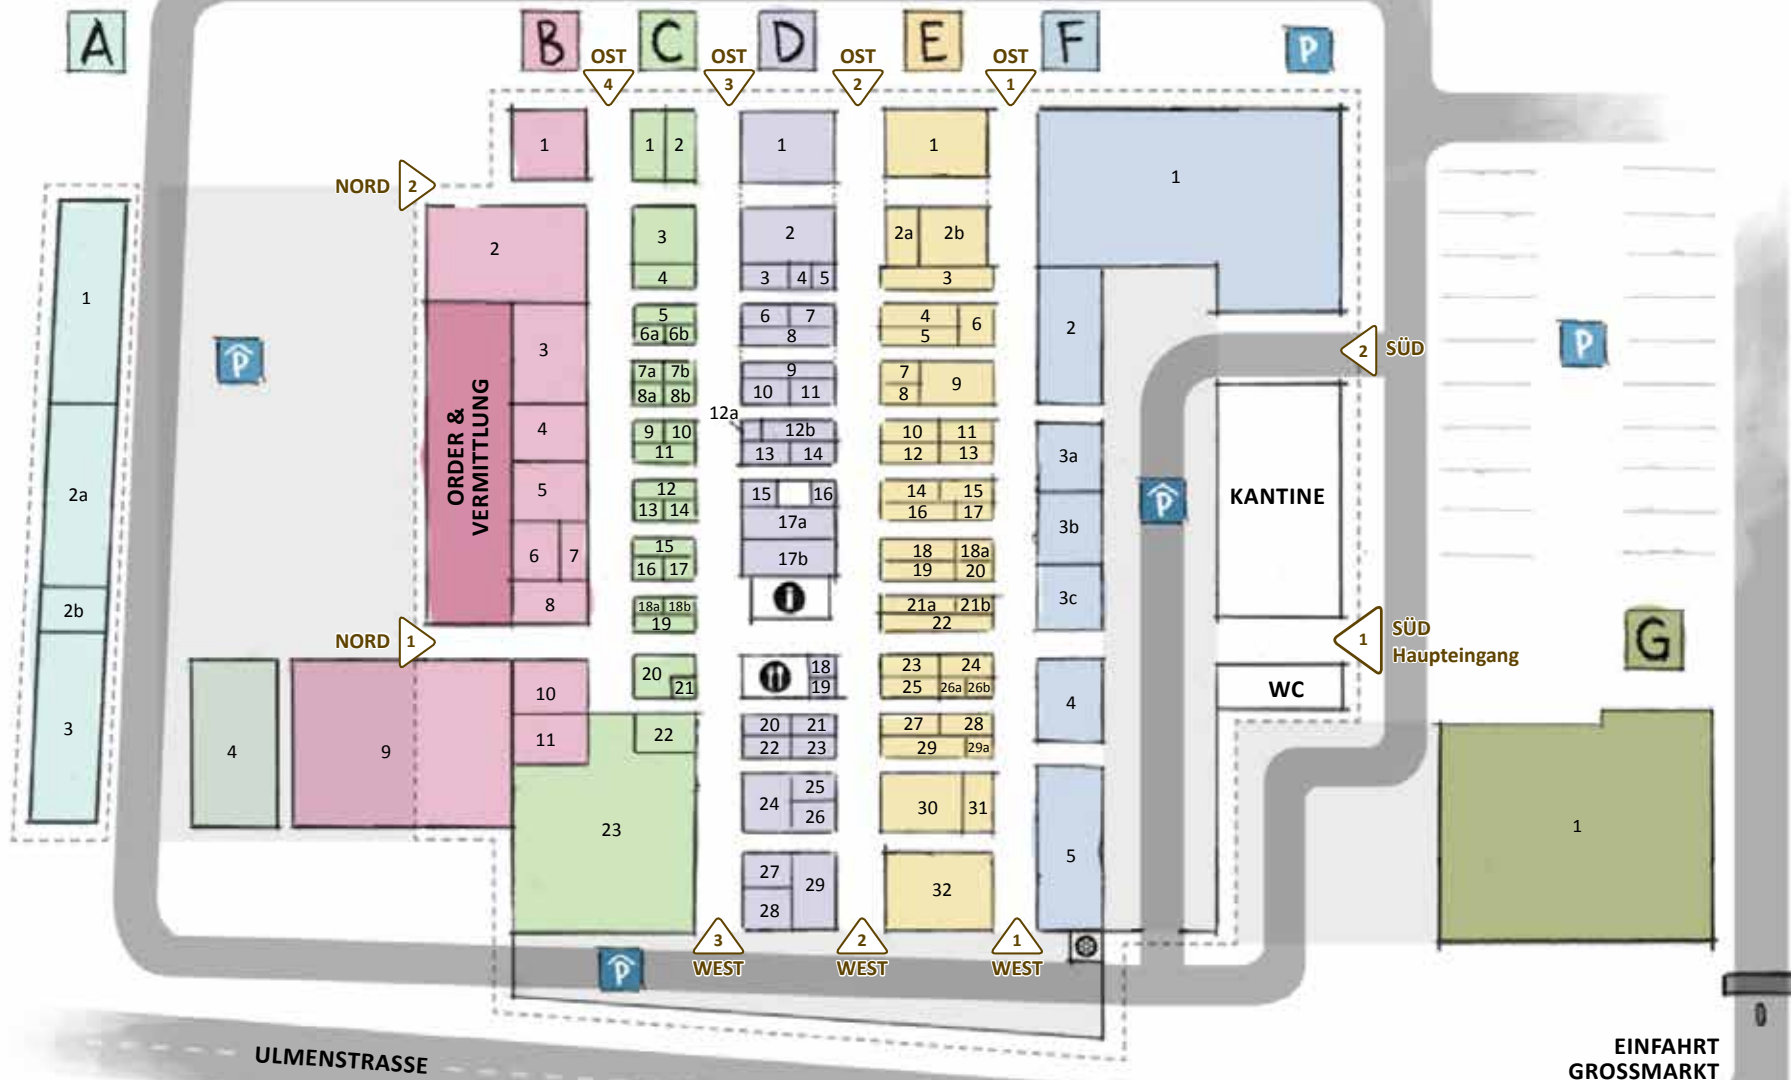 A
B
C
D
E
F
P
OST
4
OST
3
OST
2
OST
1
NORD 2
1
2a
2b
3
4
P
1
2
ORDER &
VERMITTLUNG
3
4
5
6 7
8
NORD 1
9
10
11
1 2
3
4
5
6a 6b
7a 7b
8a 8b
9 10
11
12
13 14
15
16 17
18a 18b
19
20
21
22
23
1
2
3 4 5
6 7
8
9
10 11
12a
12b
13 14
15 16
17a
17b
18
19
20 21
22 23
24
25
26
27
28
29
1
2a 2b
3
4
5
6
7
8
9
10 11
12 13
14 15
16 17
18 18a
19 20
21a 21b
22
23 24
25 26a 26b
27 28
29 29a
30 31
32
1
2
3a
3b
3c
4
5
P
KANTINE
WC
2 SÜD
1 SÜD
Haupteingang
P
G
1
3
WEST
2
WEST
1
WEST
P
ULMENSTRASSE
EINFAHRT
GROSSMARKT